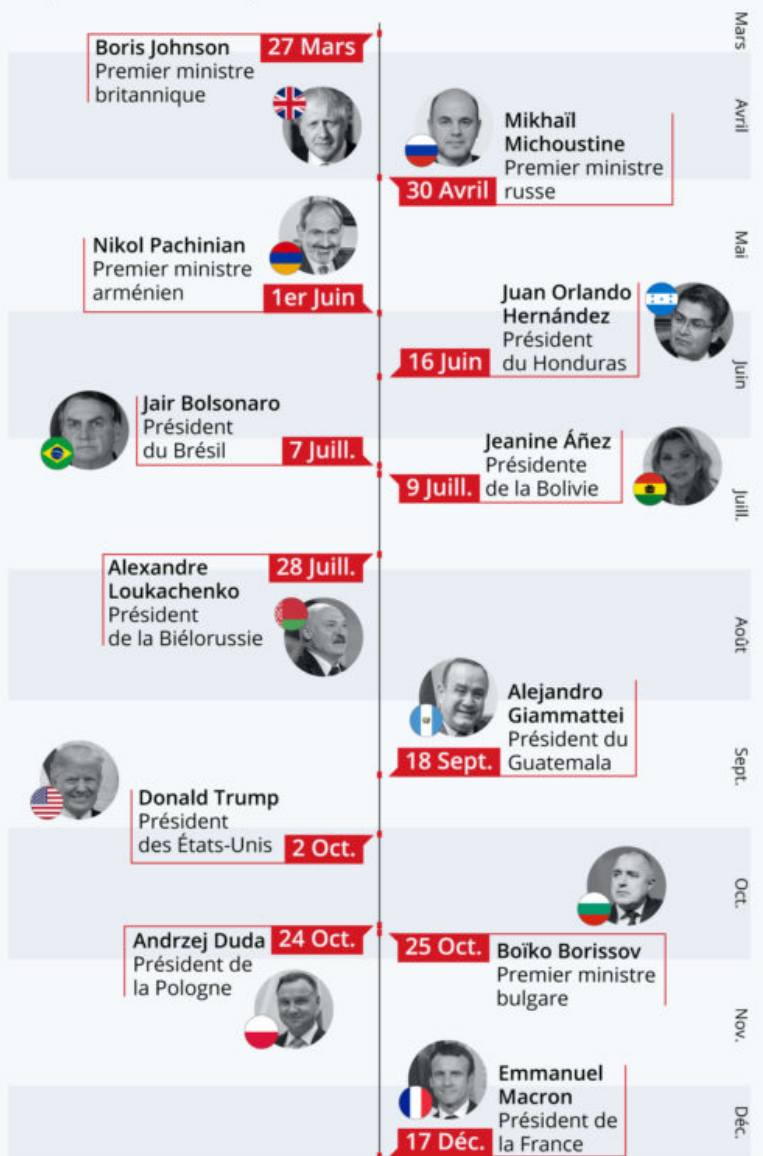 Mars
27 Mars
Boris Johnson
Premier ministre
britannique
Avril
Mikhaïl
Michoustine
Premier ministre
russe
30 Avril
Mai
Nikol Pachinian
Premier ministre
arménien
1er Juin
Juan Orlando
Hernández
Président
du Honduras
16 Juin
Juin
Jair Bolsonaro
Président
du Brésil
7 Juill.
Jeanine Áñez
Présidente
de la Bolivie
9 Juill.
Juill.
28 Juill.
Alexandre
Loukachenko
Président
de la Biélorussie
Août
Alejandro
Giammattei
Président du
Guatemala
18 Sept.
Sept.
Donald Trump
Président
des États-Unis
2 Oct.
Oct.
Andrzej Duda
24 Oct.
Président de
la Pologne
25 Oct.
Boïko Borissov
Premier ministre
bulgare
Nov.
Emmanuel
Macron
Président de
la France
17 Déc.
Déc.